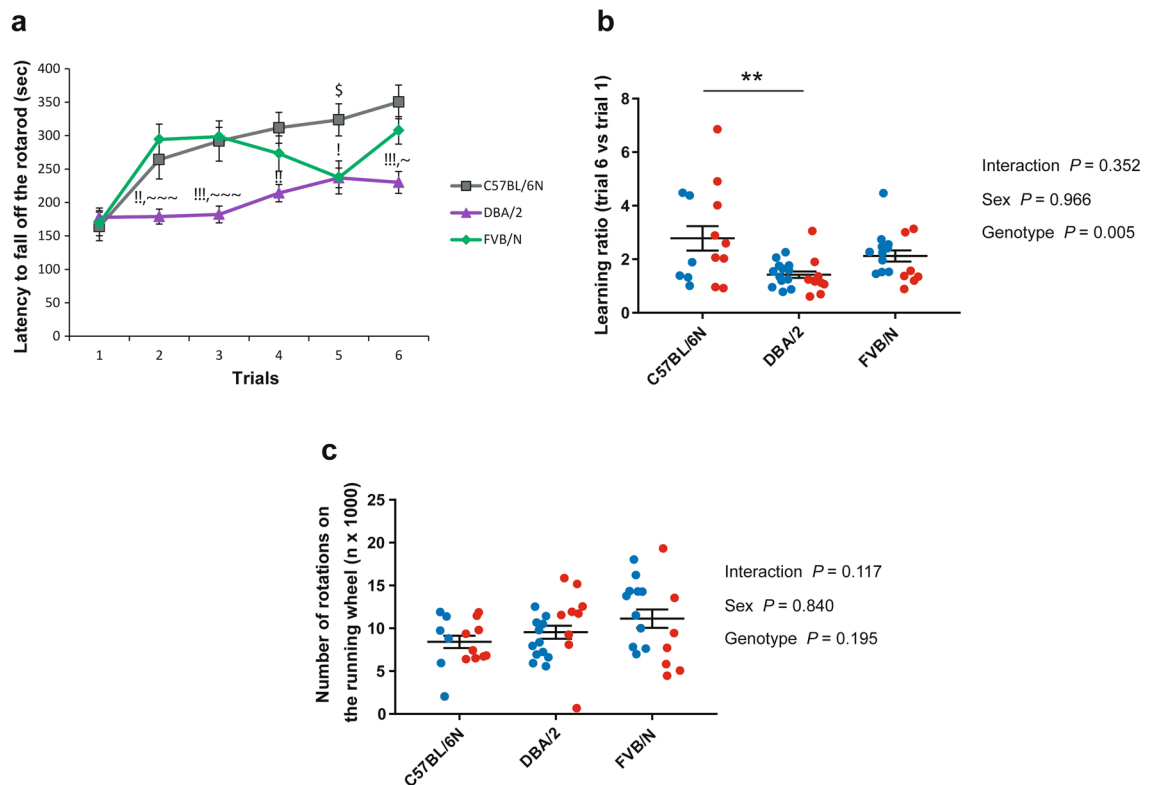 a
Latency to fall off the rotarod (sec)
400
350
300
250
200
150
100
50
0
1 2 3 4 5 6
Trials
!!,~~~
!!!,~~~
!!
$
!
!!!,~
C57BL/6N
DBA/2
FVB/N
b
Learning ratio (trial 6 vs trial 1)
8
6
4
2
0
**
C57BL/6N
DBA/2
FVB/N
Interaction P = 0.352
Sex P = 0.966
Genotype P = 0.005
c
Number of rotations on
the running wheel (n x 1000)
25
20
15
10
5
0
C57BL/6N
DBA/2
FVB/N
Interaction P = 0.117
Sex P = 0.840
Genotype P = 0.195